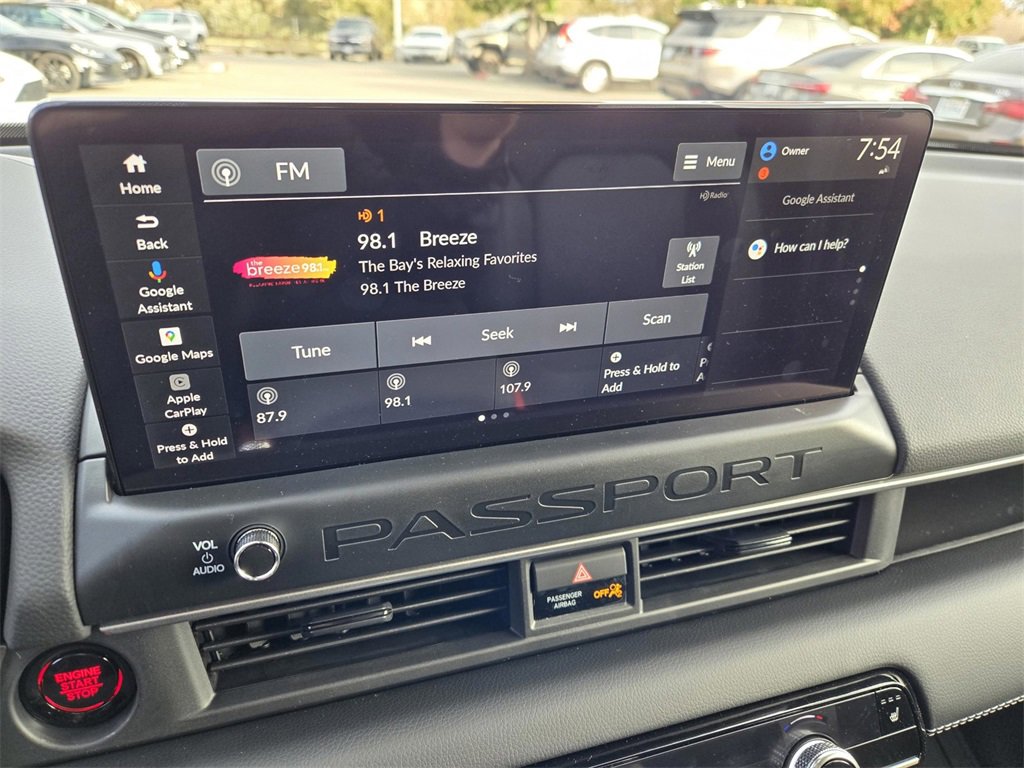 Home
Back
Google
Assistant
Google Maps
Apple
CarPlay
Press & Hold
to Add
FM
Menu
HD Radio
HD 1
98.1 Breeze
The Bay's Relaxing Favorites
98.1 The Breeze
the
breeze 98.1
Station
List
Tune
Seek
Scan
87.9
98.1
107.9
Press & Hold to
Add
Owner
7:54
Google Assistant
How can I help?
PASSPORT
VOL
AUDIO
PASSENGER
AIRBAG
OFF
ENGINE
START
STOP